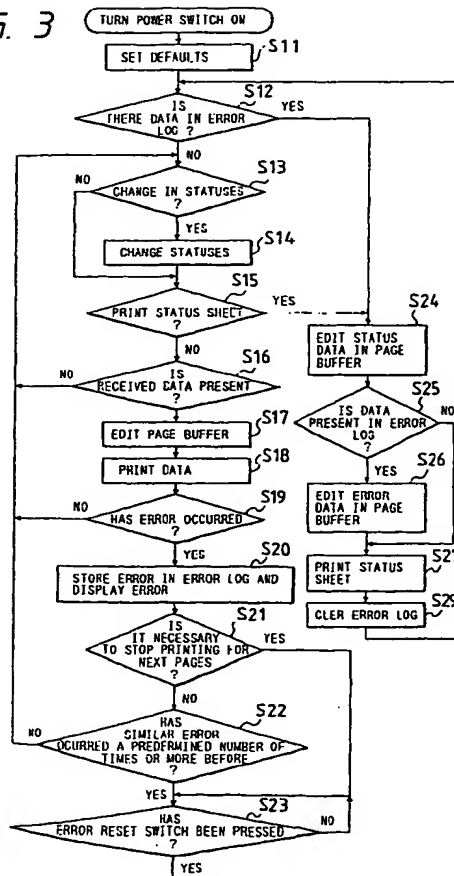 G. 3
TURN POWER SWITCH ON
S11
SET DEFAULTS
S12
IS
THERE DATA IN ERROR
LOG ?
YES
NO
S13
NO
CHANGE IN STATUSES
?
YES
S14
CHANGE STATUSES
S15
PRINT STATUS SHEET
?
YES
NO
S24
EDIT STATUS
DATA IN PAGE
BUFFER
S16
IS
RECEIVED DATA PRESENT
?
NO
YES
S25
IS DATA
PRESENT IN ERROR
LOG
?
NO
YES
S17
EDIT PAGE BUFFER
S18
PRINT DATA
S26
EDIT ERROR
DATA IN PAGE
BUFFER
S19
NO
HAS ERROR OCCURRED
?
YES
S27
PRINT STATUS
SHEET
S20
STORE ERROR IN ERROR LOG AND
DISPLAY ERROR
S29
CLER ERROR LOG
S21
IS
IT NECESSARY
TO STOP PRINTING FOR
NEXT PAGES
?
YES
NO
S22
HAS
SIMILAR ERROR
OCURRED A PREDERMINED NUMBER OF
TIMES OR MORE BEFORE
?
NO
YES
S23
HAS
ERROR RESET SWITCH BEEN PRESSED
?
NO
YES